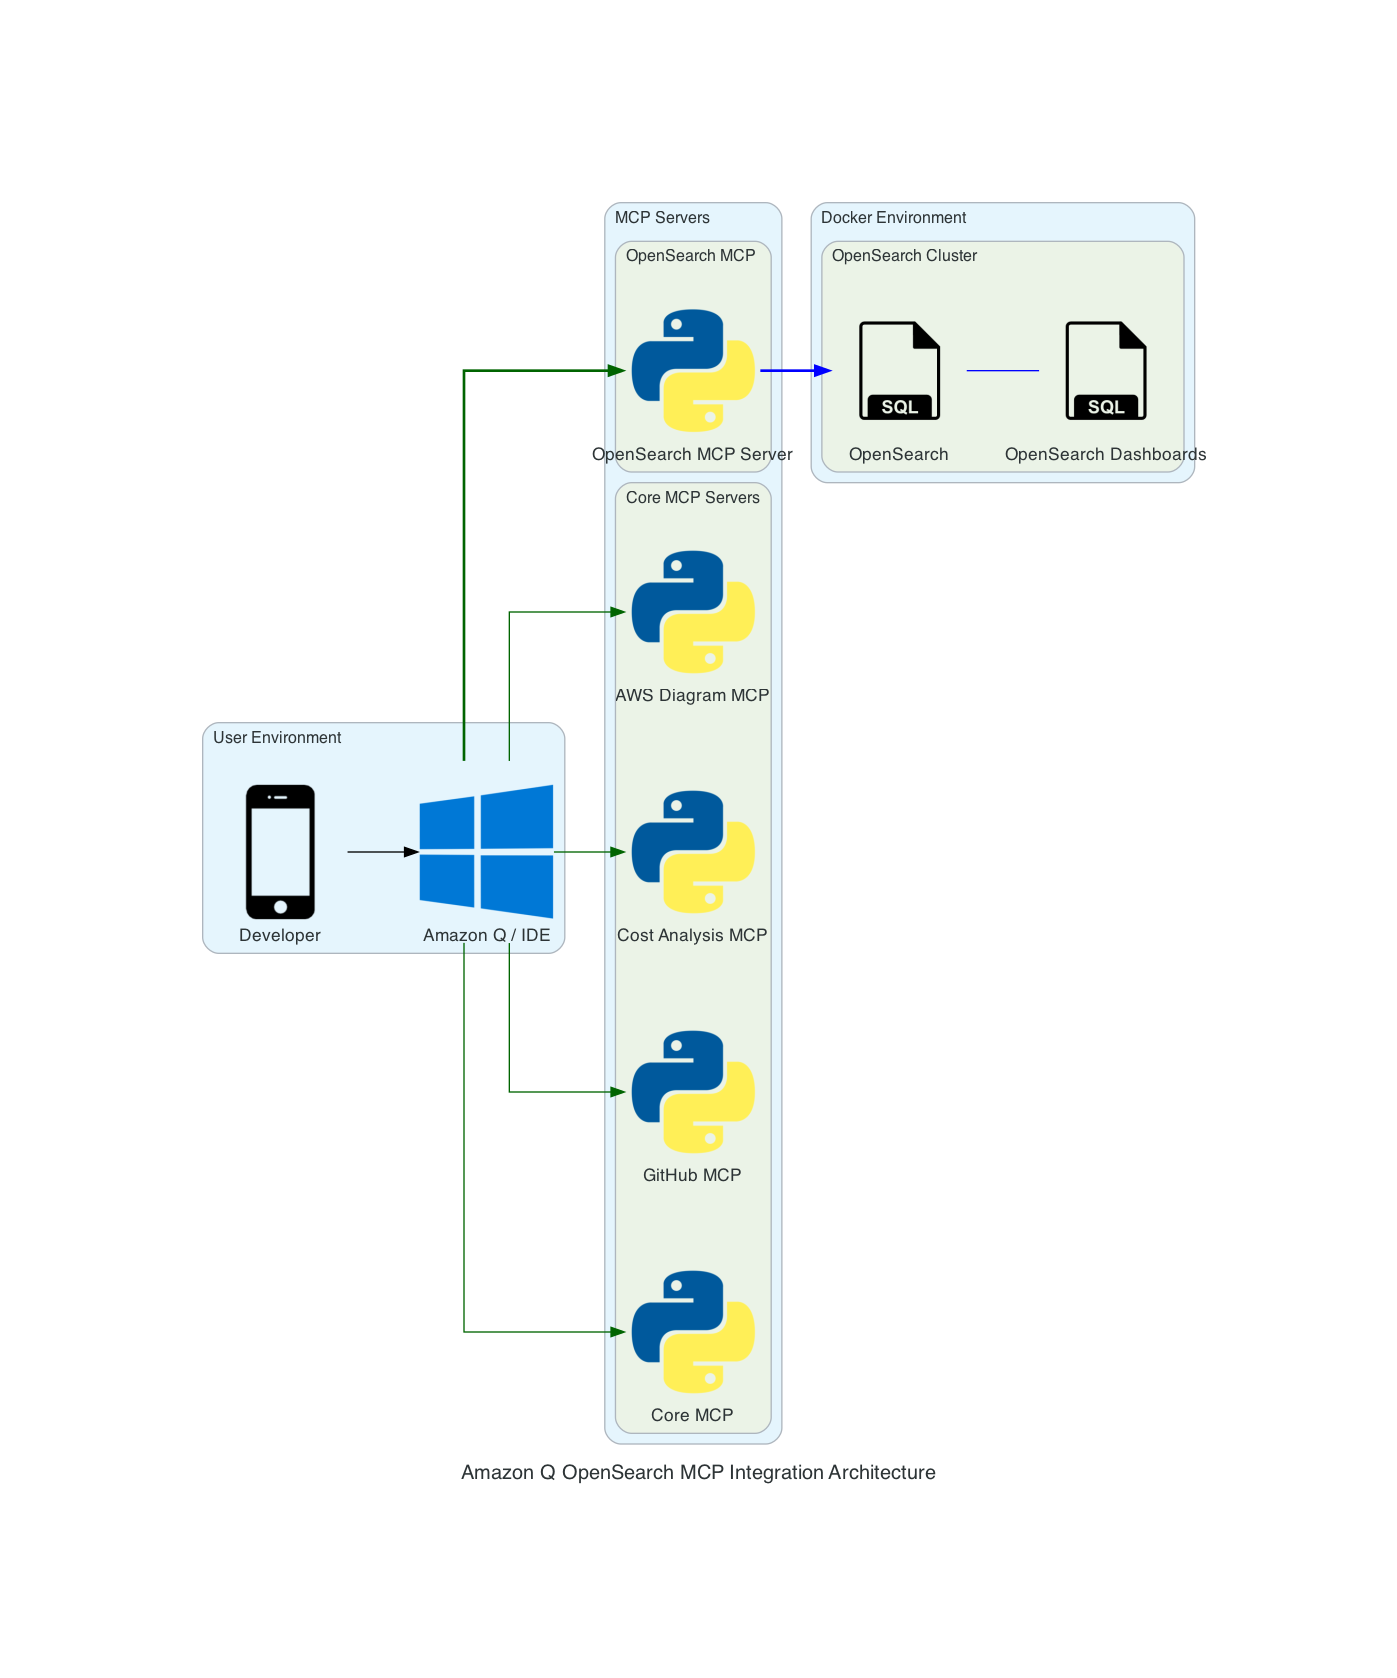 MCP Servers
Docker Environment
OpenSearch MCP
OpenSearch Cluster
SQL
SQL
OpenSearch MCP Server
OpenSearch
OpenSearch Dashboards
Core MCP Servers
AWS Diagram MCP
User Environment
Developer
Amazon Q / IDE
Cost Analysis MCP
GitHub MCP
Core MCP
Amazon Q OpenSearch MCP Integration Architecture